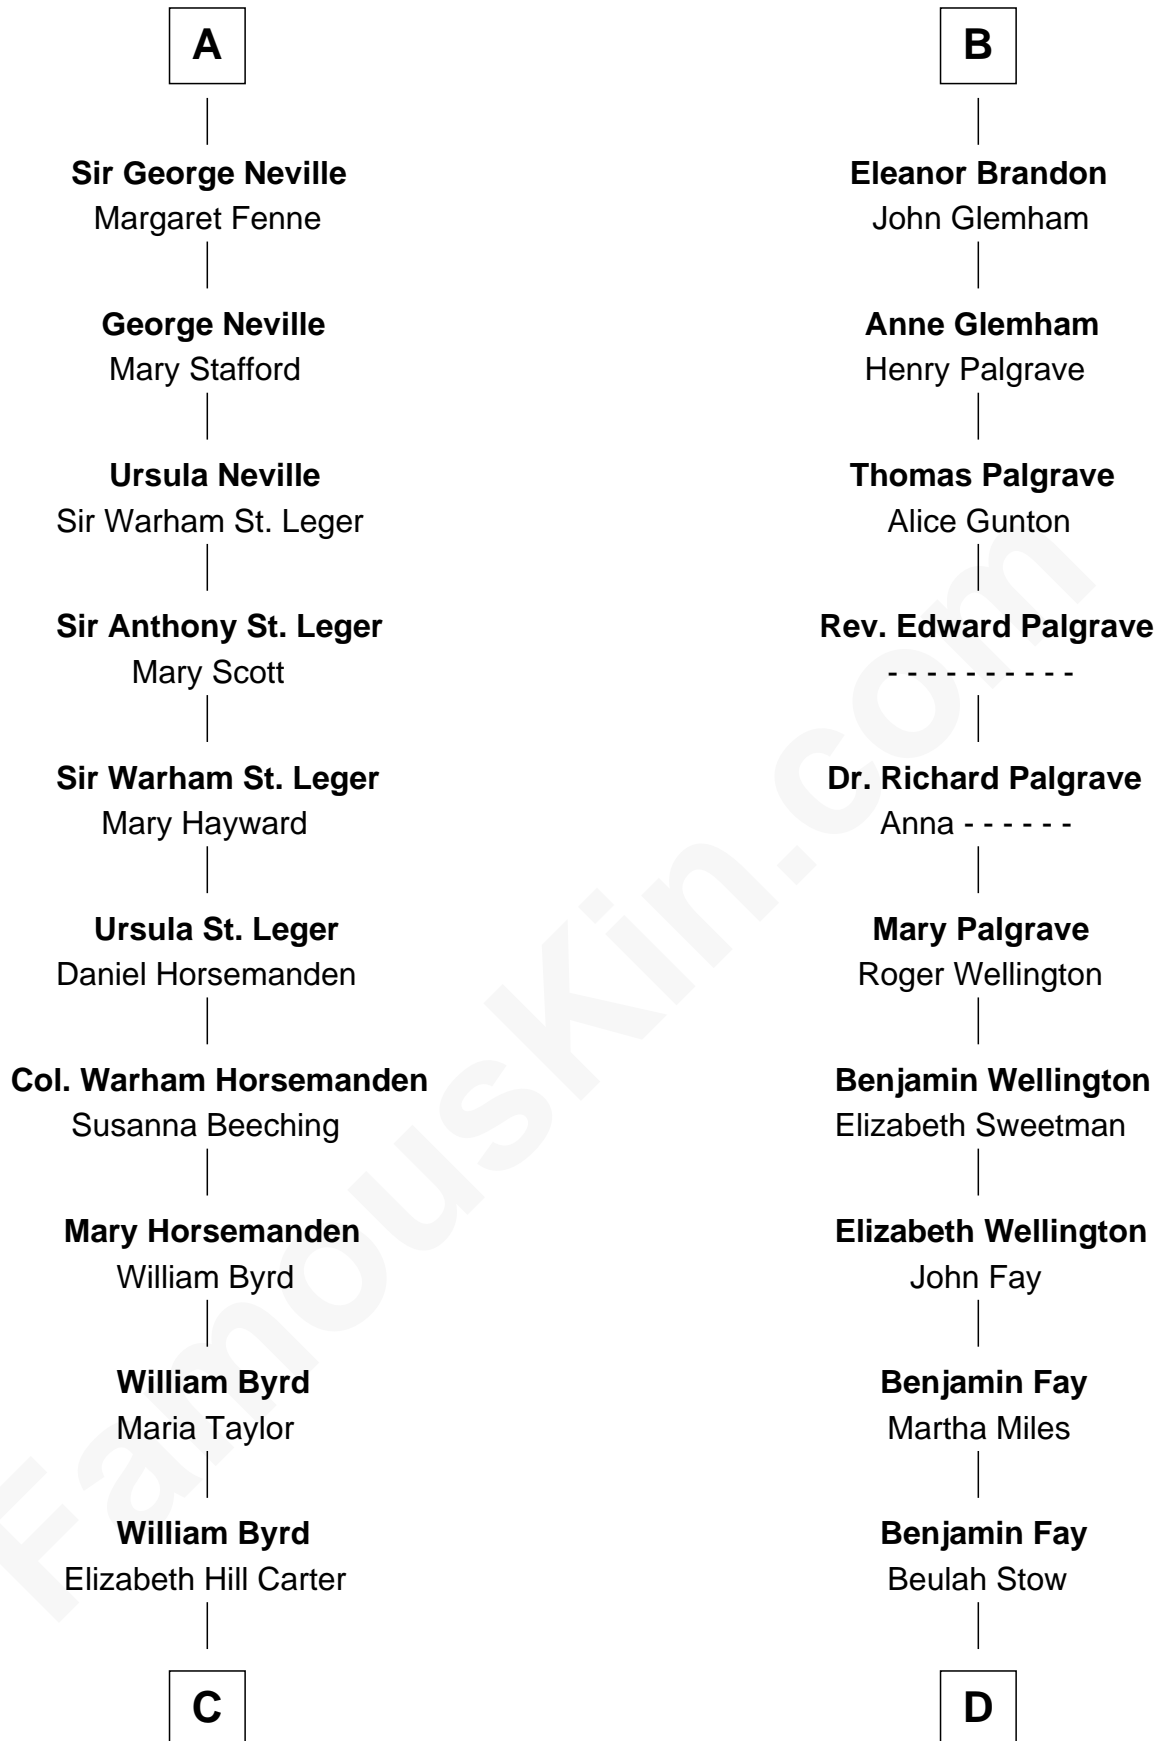 A
Sir George Neville
Margaret Fenne
George Neville
Mary Stafford
Ursula Neville
Sir Warham St. Leger
Sir Anthony St. Leger
Mary Scott
Sir Warham St. Leger
Mary Hayward
Ursula St. Leger
Daniel Horsemanden
Col. Warham Horsemanden
Susanna Beeching
Mary Horsemanden
William Byrd
William Byrd
Maria Taylor
William Byrd
Elizabeth Hill Carter
C
B
Eleanor Brandon
John Glemham
Anne Glemham
Henry Palgrave
Thomas Palgrave
Alice Gunton
Rev. Edward Palgrave
- - - - - - - - - -
Dr. Richard Palgrave
Anna - - - - - -
Mary Palgrave
Roger Wellington
Benjamin Wellington
Elizabeth Sweetman
Elizabeth Wellington
John Fay
Benjamin Fay
Martha Miles
Benjamin Fay
Beulah Stow
D
FamousKin.com